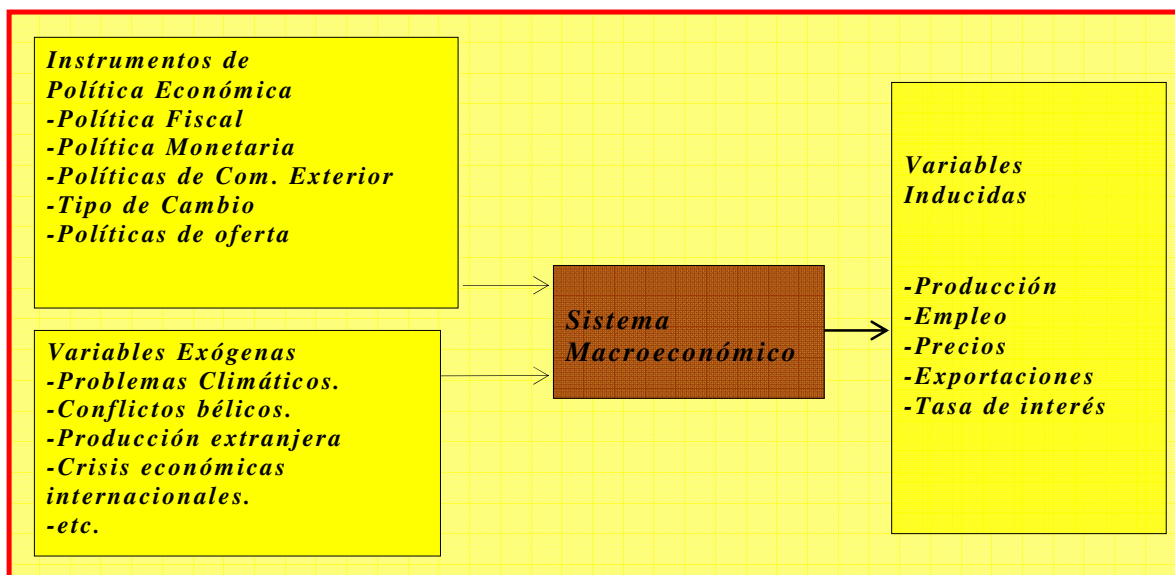 Instrumentos de
Política Económica
-Política Fiscal
-Política Monetaria
-Políticas de Com. Exterior
-Tipo de Cambio
-Políticas de oferta
Variables Exógenas
-Problemas Climáticos.
-Conflictos bélicos.
-Producción extranjera
-Crisis económicas
internacionales.
-etc.
Sistema
Macroeconómico
Variables
Inducidas
-Producción
-Empleo
-Precios
-Exportaciones
-Tasa de interés